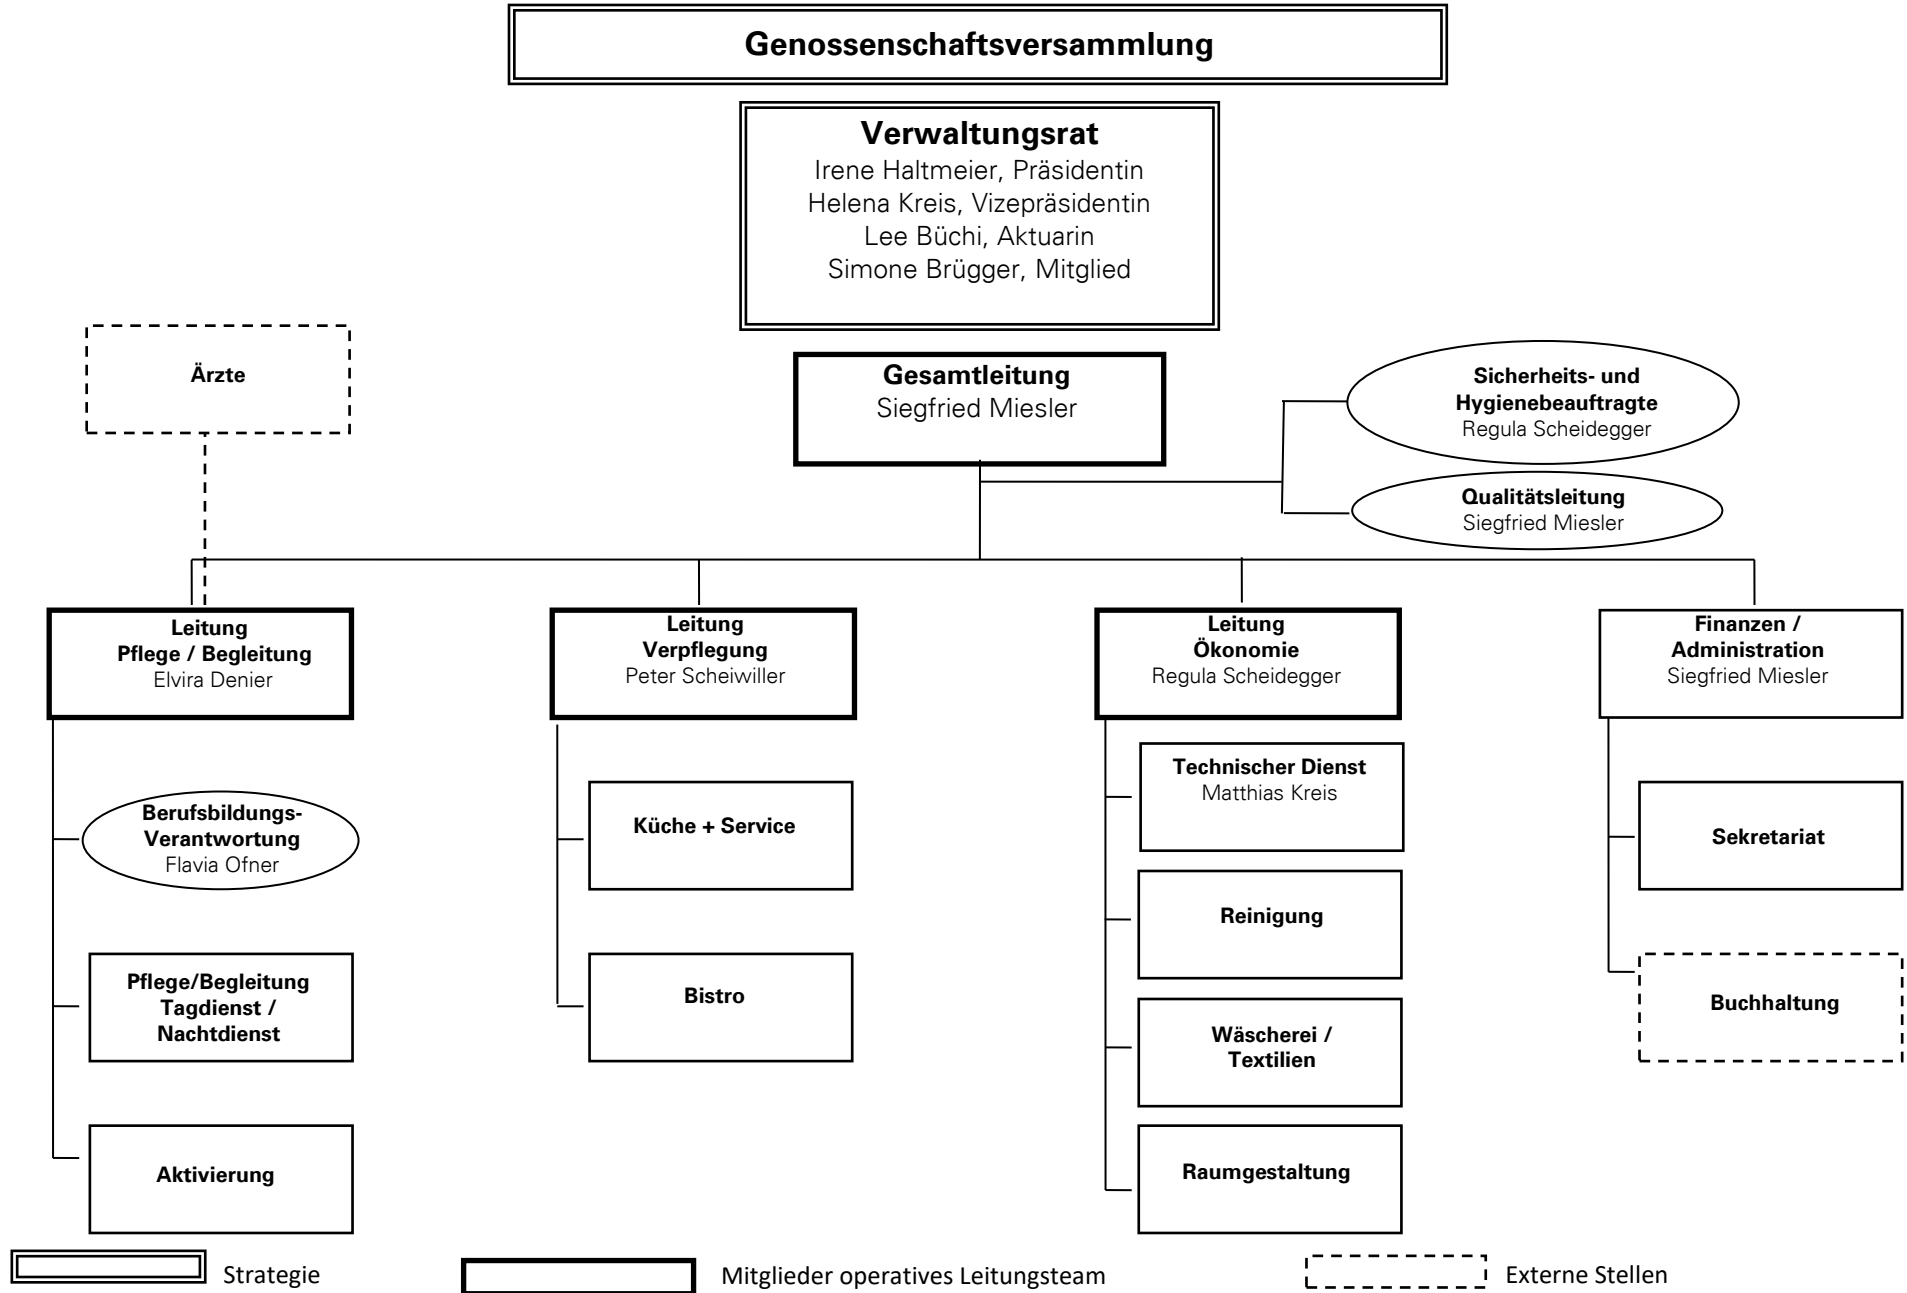 Genossenschaftsversammlung
Verwaltungsrat
Irene Haltmeier, Präsidentin
Helena Kreis, Vizepräsidentin
Lee Büchi, Aktuarin
Simone Brügger, Mitglied
Ärzte
Gesamtleitung
Siegfried Miesler
Sicherheits- und
Hygienebeauftragte
Regula Scheidegger
Qualitätsleitung
Siegfried Miesler
Leitung
Pflege / Begleitung
Elvira Denier
Leitung
Verpflegung
Peter Scheiwiller
Leitung
Ökonomie
Regula Scheidegger
Finanzen /
Administration
Siegfried Miesler
Berufsbildungs-
Verantwortung
Flavia Ofner
Küche + Service
Technischer Dienst
Matthias Kreis
Sekretariat
Reinigung
Pflege/Begleitung
Tagdienst /
Nachtdienst
Bistro
Wäscherei /
Textilien
Buchhaltung
Aktivierung
Raumgestaltung
Strategie
Mitglieder operatives Leitungsteam
Externe Stellen